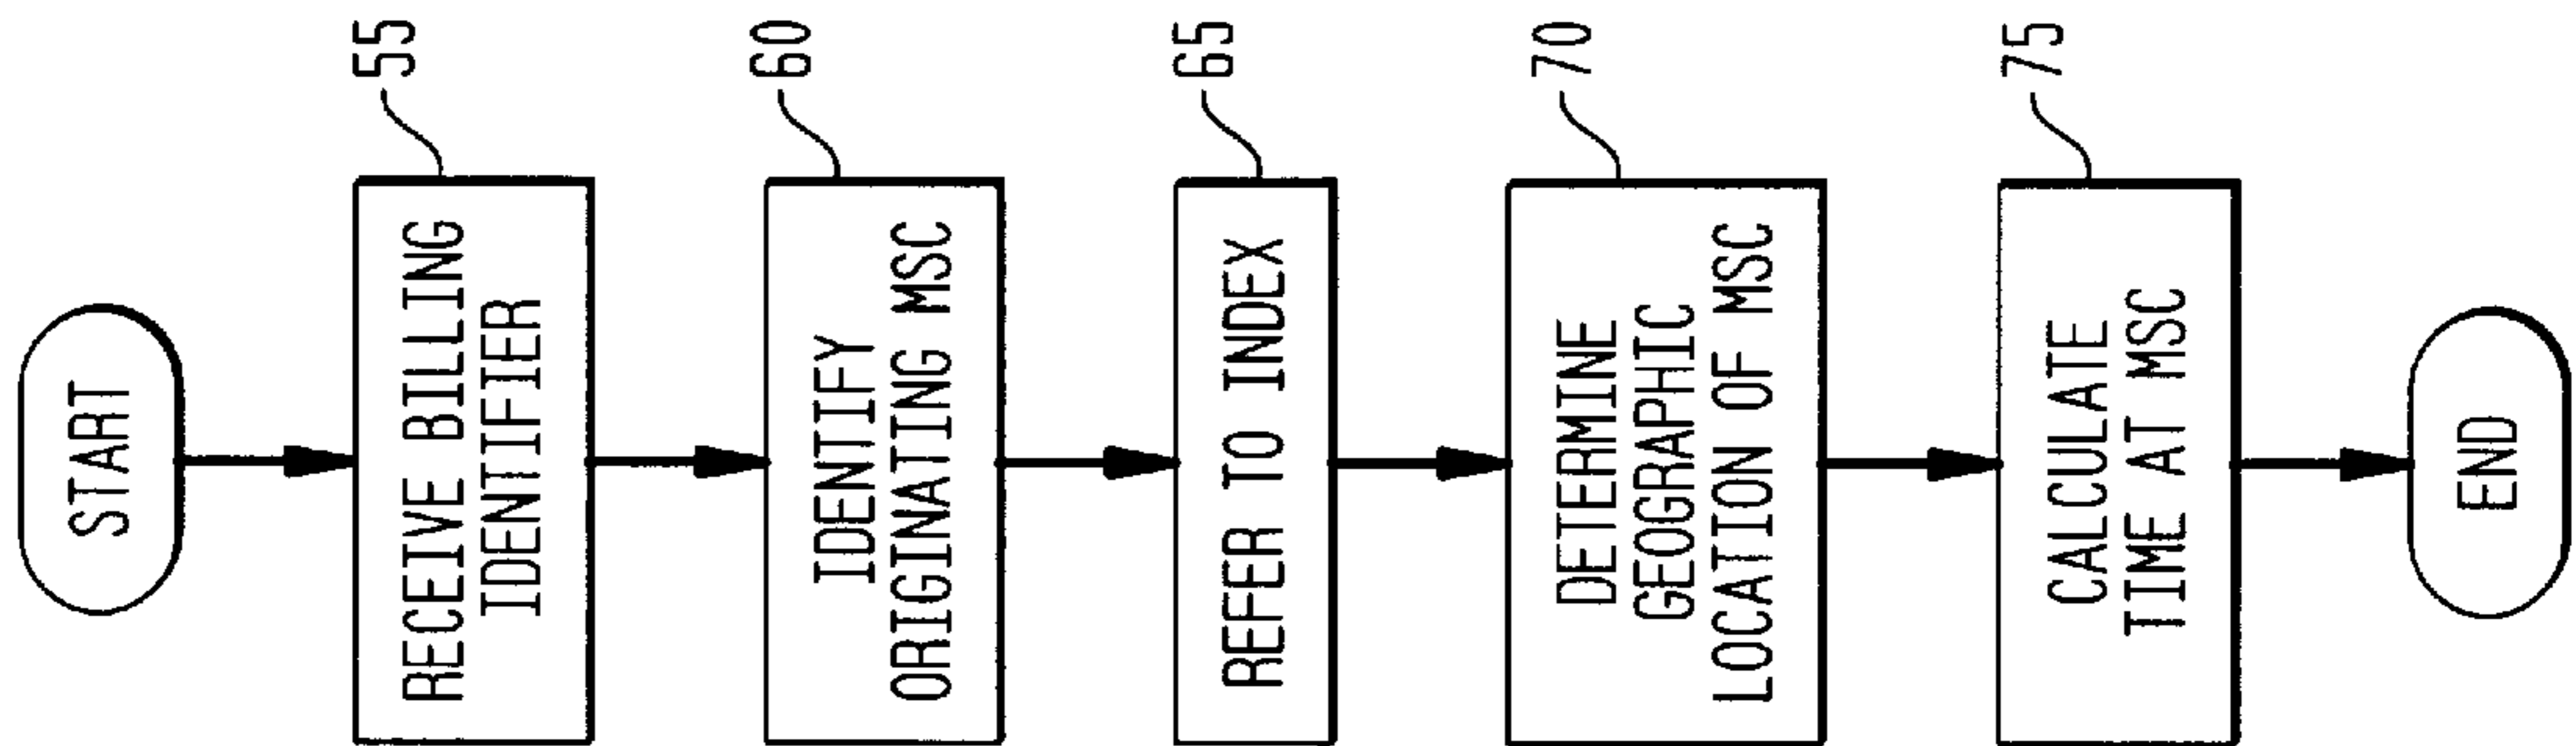 START
RECEIVE BILLING
IDENTIFIER
55
IDENTIFY
ORIGINATING MSC
60
REFER TO INDEX
65
DETERMINE
GEOGRAPHIC
LOCATION OF MSC
70
CALCULATE
TIME AT MSC
75
END